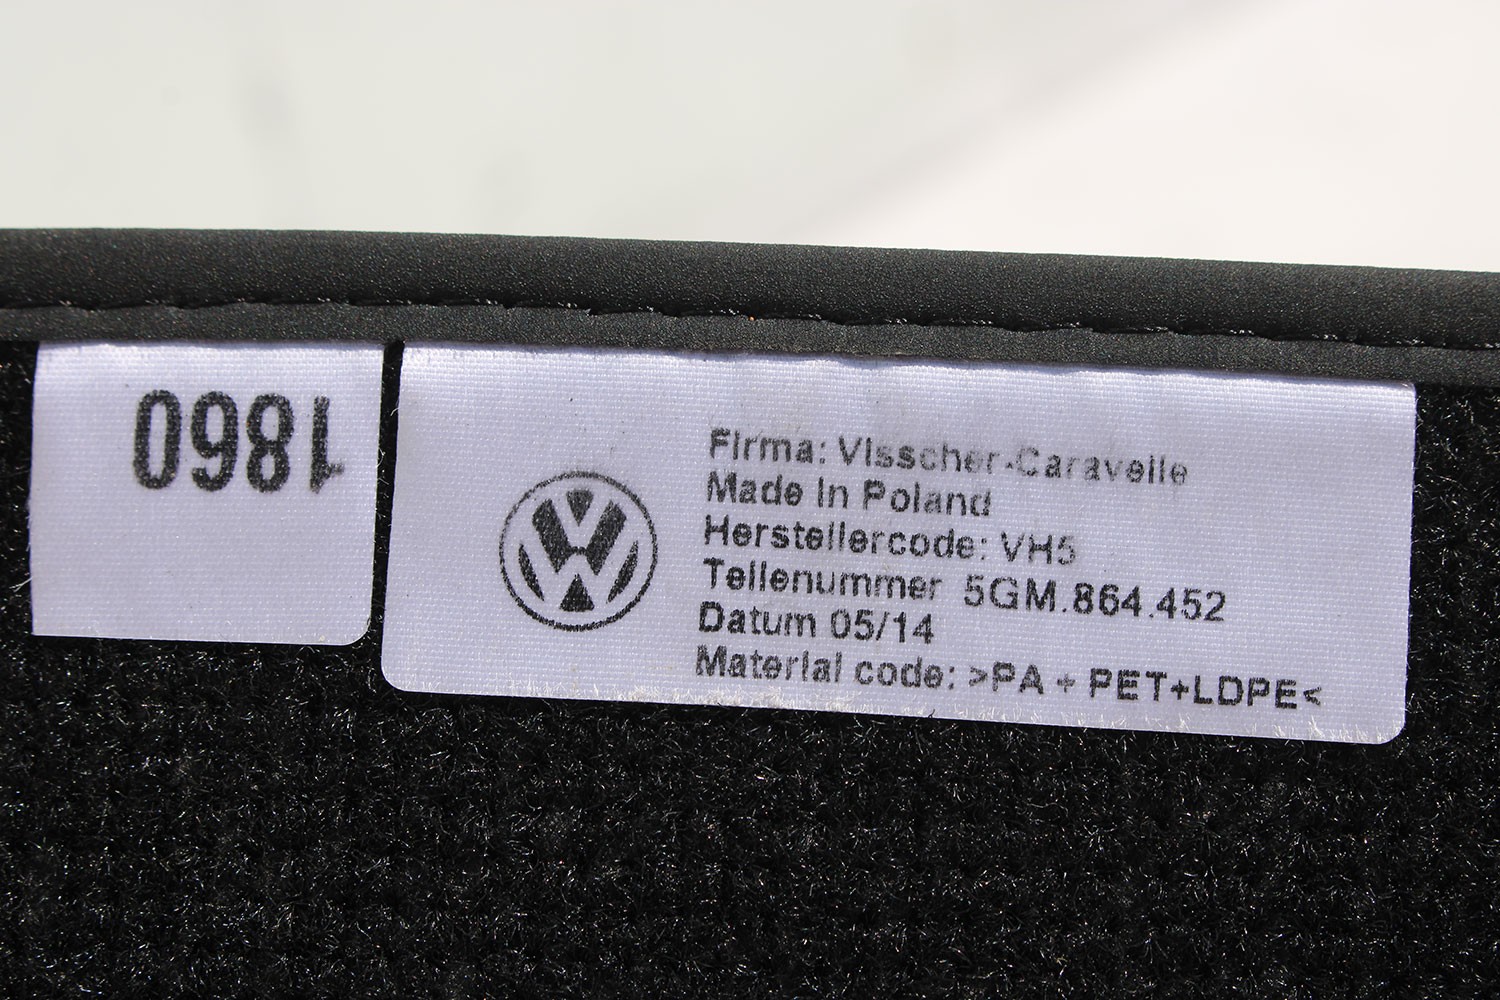 1860
Firma: Visscher-Caravelle
Made in Poland
Herstellercode: VH5
Teilenummer 5GM.864.452
Datum 05/14
Material code: >PA + PET+LDPE<